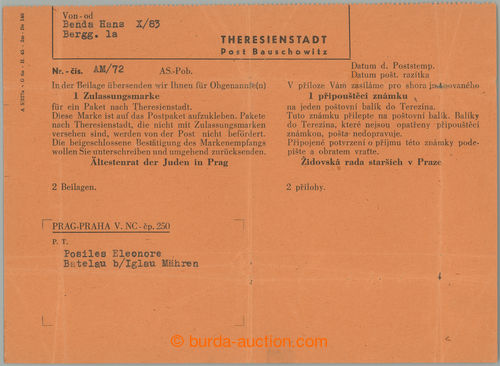 Von - od
Benda Hans X/83
Bergg. 1a
THERESIENSTADT
Post Bauschowitz
Nr. - čís. AM/72 AS.-Pob.
Datum d. Poststemp.
Datum pošt. razítka
In der Beilage übersenden wir Ihnen für Obgenannte(n)
1 Zulassungsmarke
für ein Paket nach Theresienstadt.
Diese Marke ist auf das Postpaket aufzukleben. Pakete
nach Theresienstadt, die nicht mit Zulassungsmarken
versehen sind, werden von der Post nicht befördert.
Die beigeschlossene Bestätigung des Markenempfangs
wollen Sie unterschreiben und umgehend zurücksenden.
Ältestenrat der Juden in Prag
2 Beilagen.
V příloze Vám zasíláme pro shora jmenovaného
1 připouštěcí známku
na jeden poštovní balík do Terezína.
Tuto známku přilepte na poštovní balík. Balíky
do Terezína, které nejsou opatřeny připouštěcí
známkou, pošta nedopravuje.
Připojené potvrzení o příjmu této známky pode-
pište a obratem vraťte.
Židovská rada starších v Praze
2 přílohy.
PRAG-PRAHA V. NC - čp. 250
P. T.
Posiles Eleonore
Batelau b/Iglau Mähren
© burda-auction.com